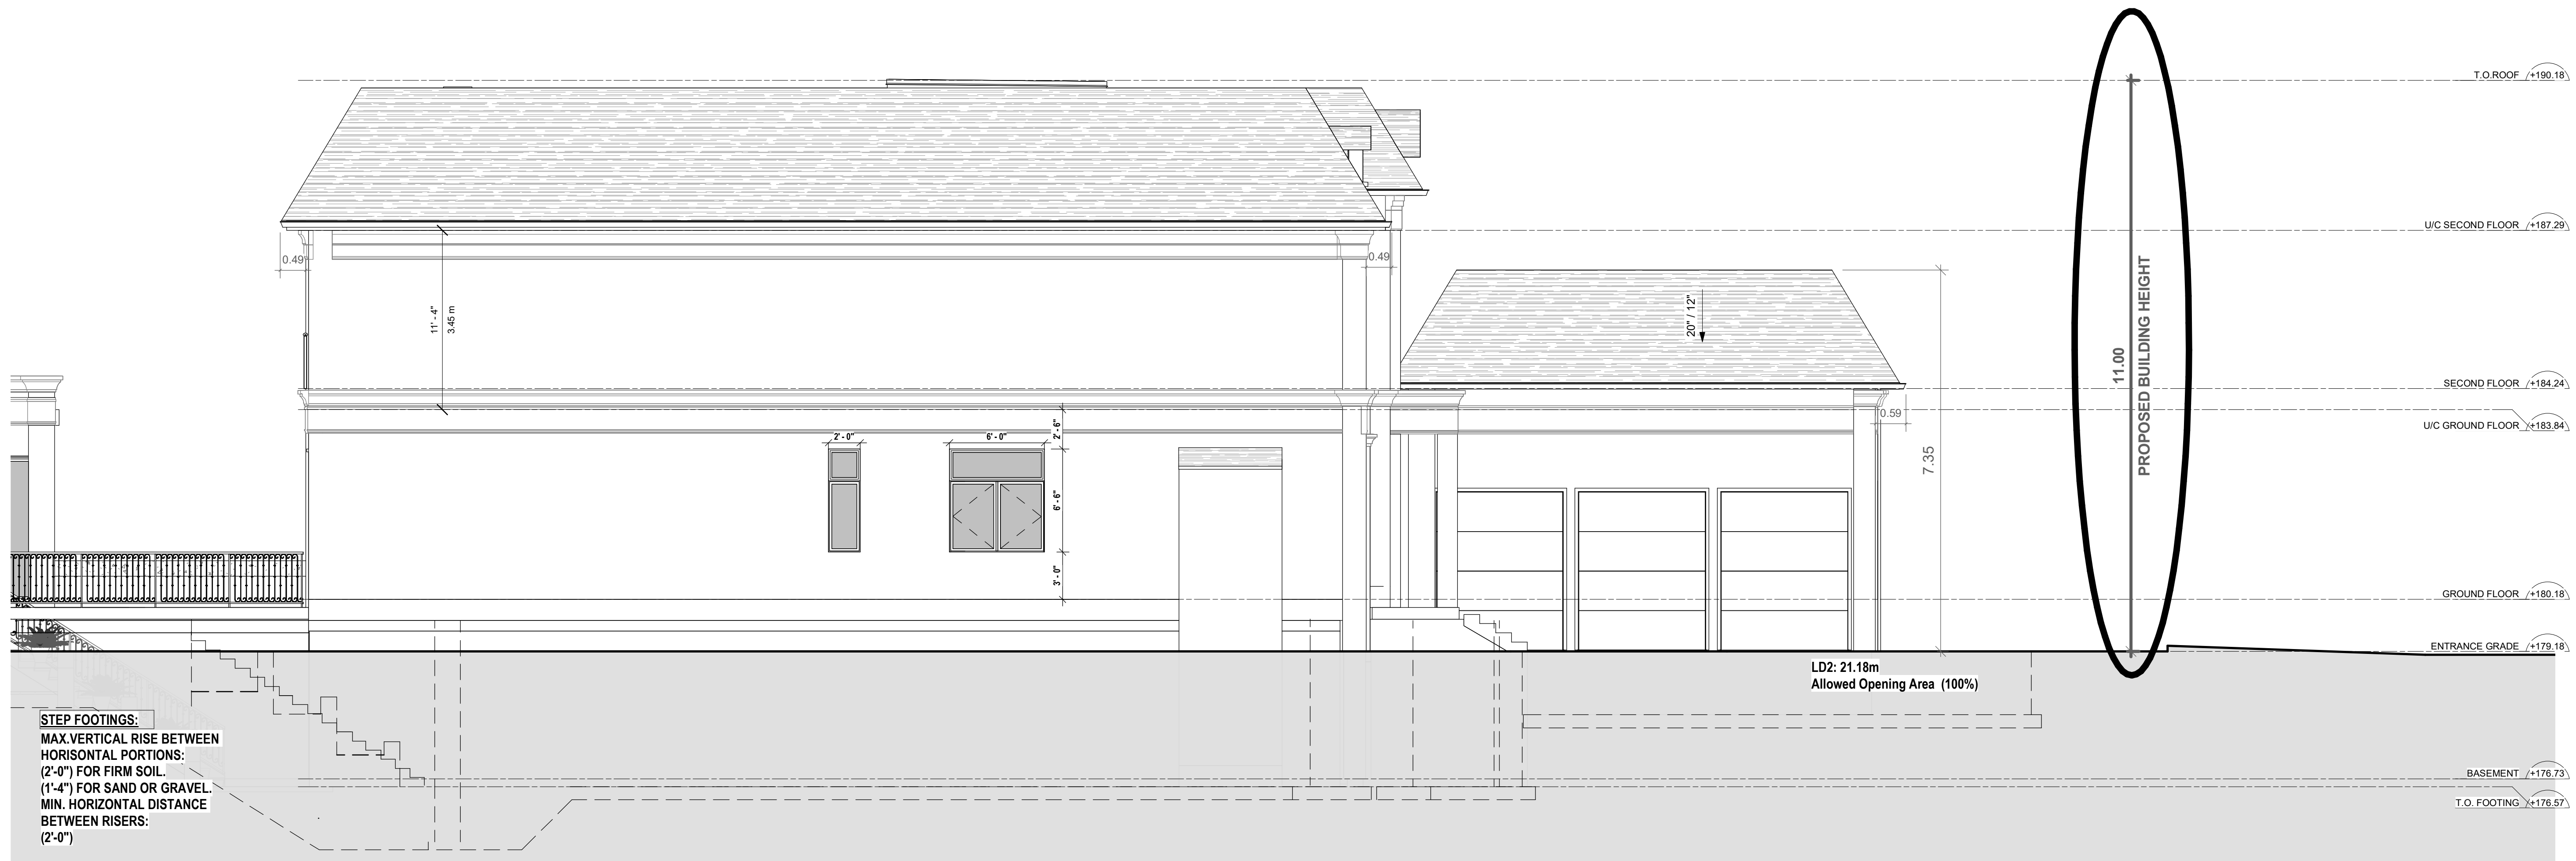 T.O.ROOF +190.18
U/C SECOND FLOOR +187.29
0.49
0.49
11' - 4"
3.45 m
20" / 12"
11.00
PROPOSED BUILDING HEIGHT
SECOND FLOOR +184.24
0.59
U/C GROUND FLOOR +183.84
2' - 0"
6' - 0"
2' - 6"
7.35
6' - 6"
3' - 0"
GROUND FLOOR +180.18
ENTRANCE GRADE +179.18
LD2: 21.18m
Allowed Opening Area (100%)
STEP FOOTINGS:
MAX.VERTICAL RISE BETWEEN
HORISONTAL PORTIONS:
(2'-0") FOR FIRM SOIL.
(1'-4") FOR SAND OR GRAVEL.
MIN. HORIZONTAL DISTANCE
BETWEEN RISERS:
(2'-0")
BASEMENT +176.73
T.O. FOOTING +176.57